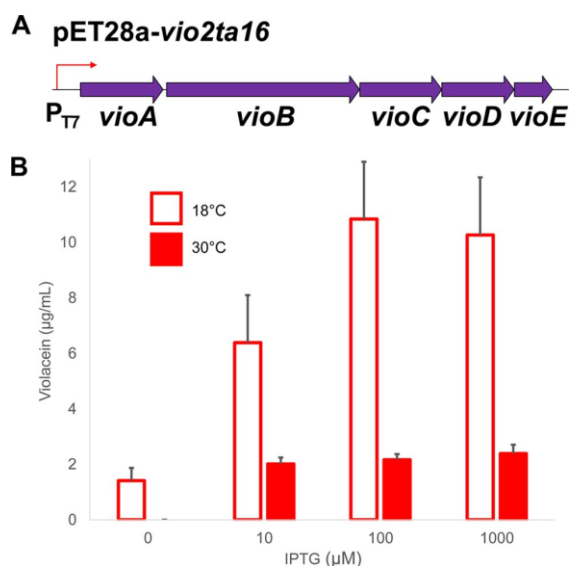 A pET28a-vio2ta16
PT7 vioA vioB vioC vioD vioE
B
12
10
8
6
4
2
0
Violacein (µg/mL)
18°C
30°C
0 10 100 1000
IPTG (µM)